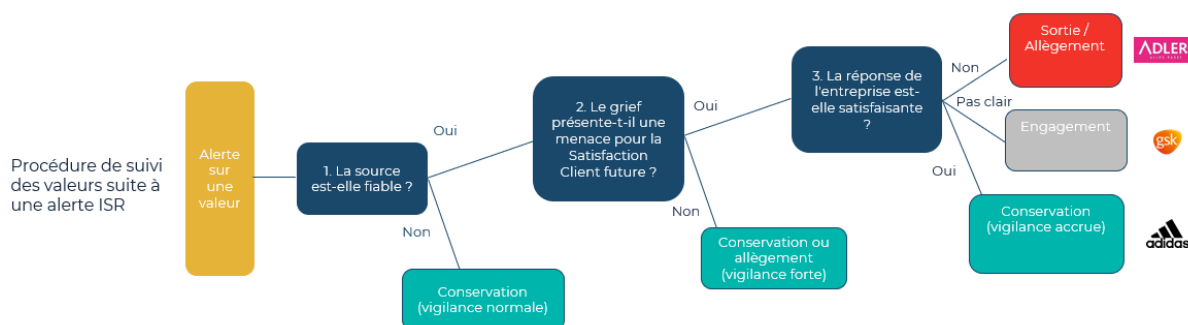 Procédure de suivi
des valeurs suite à
une alerte ISR
Alerte
sur
une
valeur
1. La source
est-elle fiable ?
Oui
Non
Conservation
(vigilance normale)
2. Le grief
présente-t-il une
menace pour la
Satisfaction
Client future ?
Oui
Non
Conservation ou
allègement
(vigilance forte)
3. La réponse de
l'entreprise est-
elle satisfaisante
?
Non
Pas clair
Oui
Sortie /
Allègement
ADLER
Engagement
gsk
Conservation
(vigilance accrue)
adidas